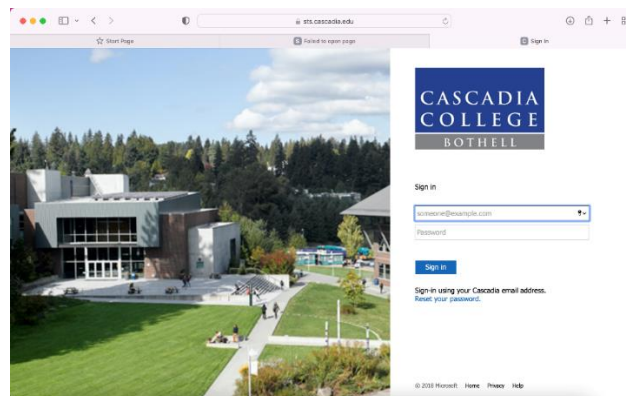 sts.cascadia.edu
Start Page
Failed to open page
Sign In
CASCADIA
COLLEGE
BOTHELL
Sign in
someone@example.com
Password
Sign in
Sign-in using your Cascadia email address.
Reset your password.
© 2018 Microsoft Home Privacy Help